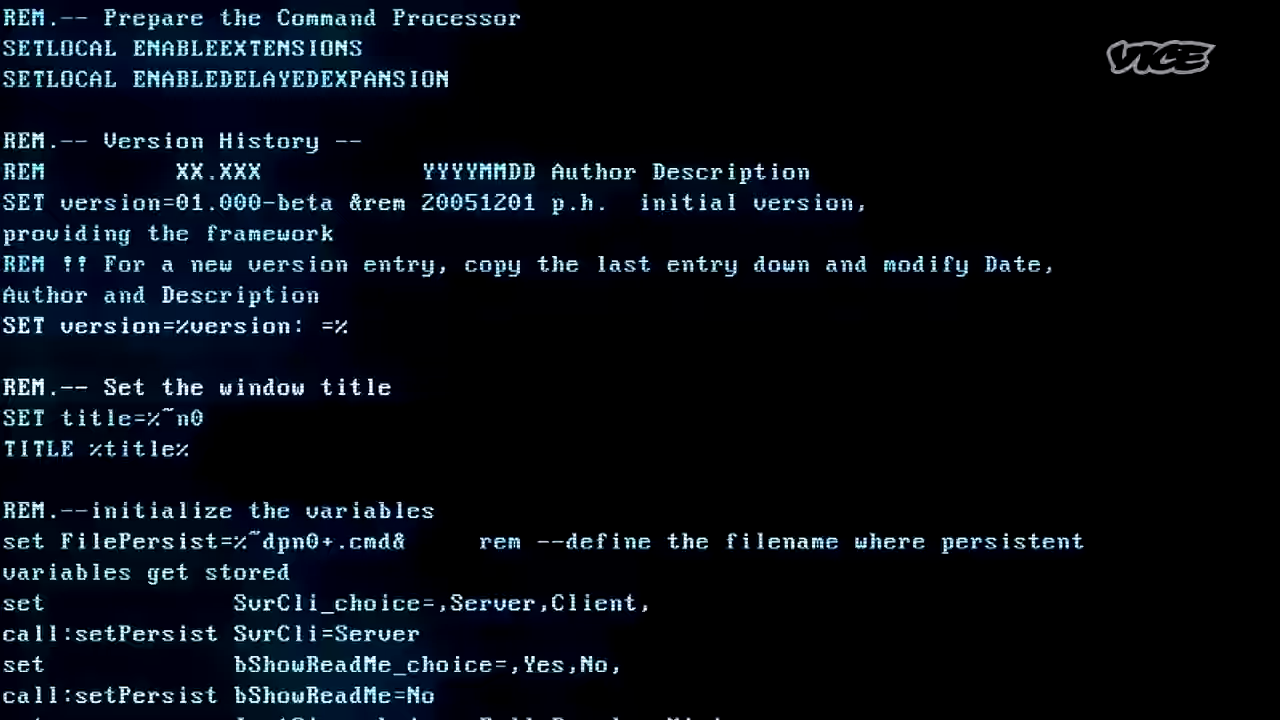 REM.-- Prepare the Command Processor
SETLOCAL ENABLEEXTENSIONS
VICE
SETLOCAL ENABLEDELAYEDEXPANSION
REM.-- Version History --
REM XX.XXX YYYYMMDD Author Description
SET version=01.000-beta &rem 20051201 p.h. initial version,
providing the framework
REM !! For a new version entry, copy the last entry down and modify Date,
Author and Description
SET version=%version: =%
REM.-- Set the window title
SET title=%~n0
TITLE %title%
REM.--initialize the variables
set FilePersist=%~dpn0+.cmd& rem --define the filename where persistent
variables get stored
set SvrCli_choice=,Server,Client,
call:setPersist SvrCli=Server
set bShowReadMe_choice=,Yes,No,
call:setPersist bShowReadMe=No